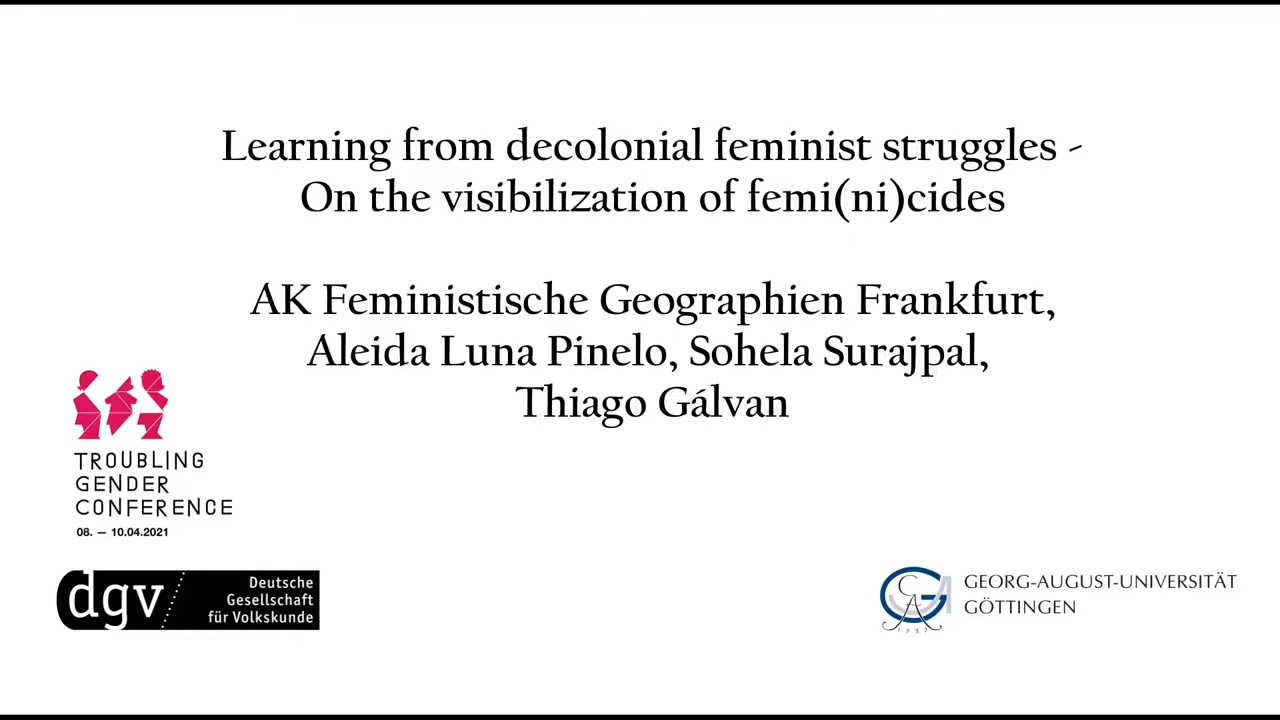 Learning from decolonial feminist struggles -
On the visibilization of femi(ni)cides
AK Feministische Geographien Frankfurt,
Aleida Luna Pinelo, Sohela Surajpal,
Thiago Gálvan
TROUBLING
GENDER
CONFERENCE
08. — 10.04.2021
dgv
Deutsche
Gesellschaft
für Volkskunde
GEORG-AUGUST-UNIVERSITÄT
GÖTTINGEN
GAU
1737